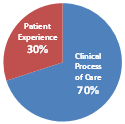 Patient
Experience
30%
Clinical
Process
of Care
70%